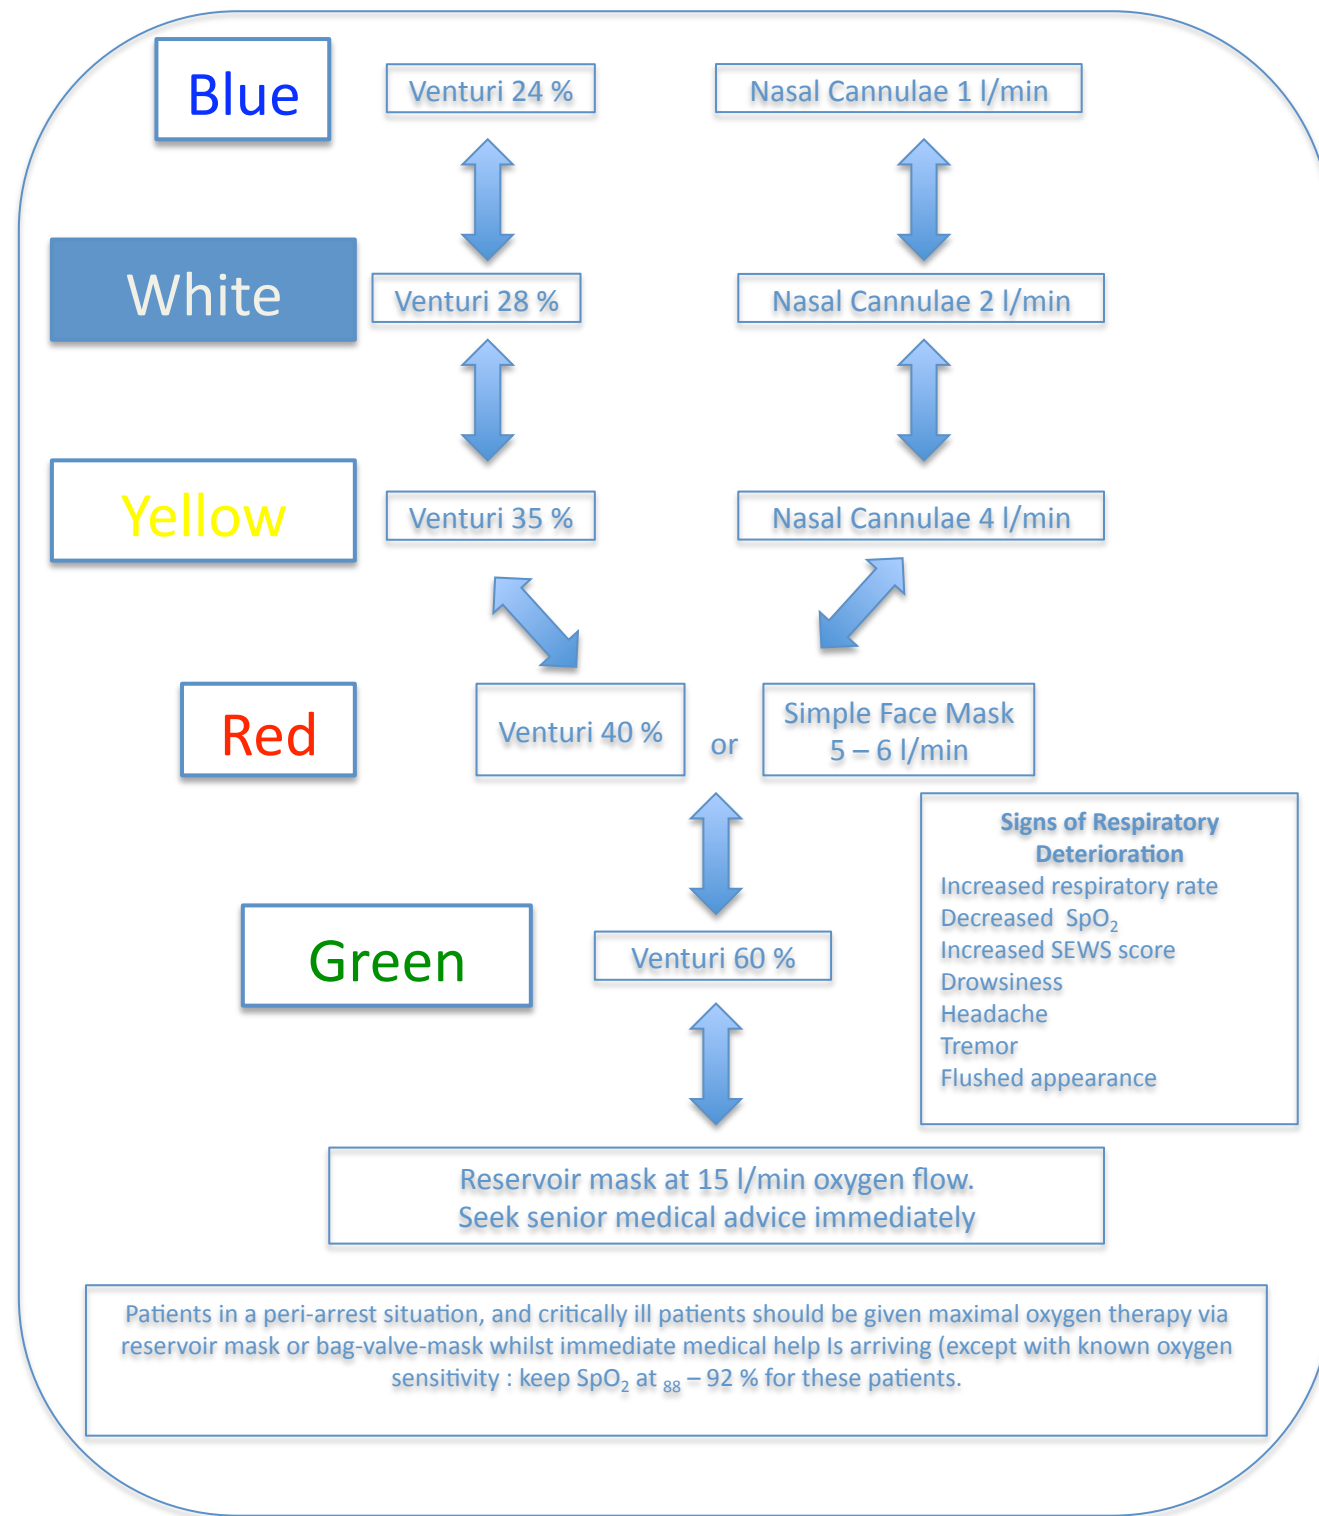 Blue
Venturi 24 %
Nasal Cannulae 1 l/min
White
Venturi 28 %
Nasal Cannulae 2 l/min
Yellow
Venturi 35 %
Nasal Cannulae 4 l/min
Red
Venturi 40 %
or
Simple Face Mask
5 – 6 l/min
Signs of Respiratory
Deterioration
Increased respiratory rate
Decreased SpO₂
Increased SEWS score
Drowsiness
Headache
Tremor
Flushed appearance
Green
Venturi 60 %
Reservoir mask at 15 l/min oxygen flow.
Seek senior medical advice immediately
Patients in a peri-arrest situation, and critically ill patients should be given maximal oxygen therapy via
reservoir mask or bag-valve-mask whilst immediate medical help Is arriving (except with known oxygen
sensitivity : keep SpO₂ at ₈₈ – 92 % for these patients.